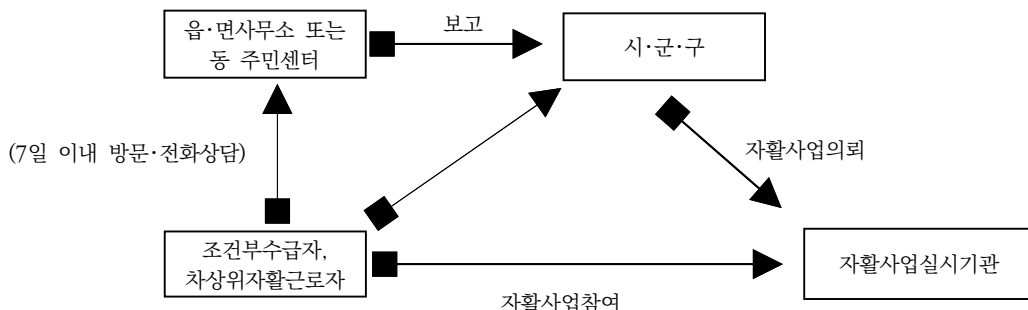 읍·면사무소 또는
동 주민센터
보고
시·군·구
(7일 이내 방문·전화상담)
자활사업의뢰
조건부수급자,
차상위자활근로자
자활사업실시기관
자활사업참여